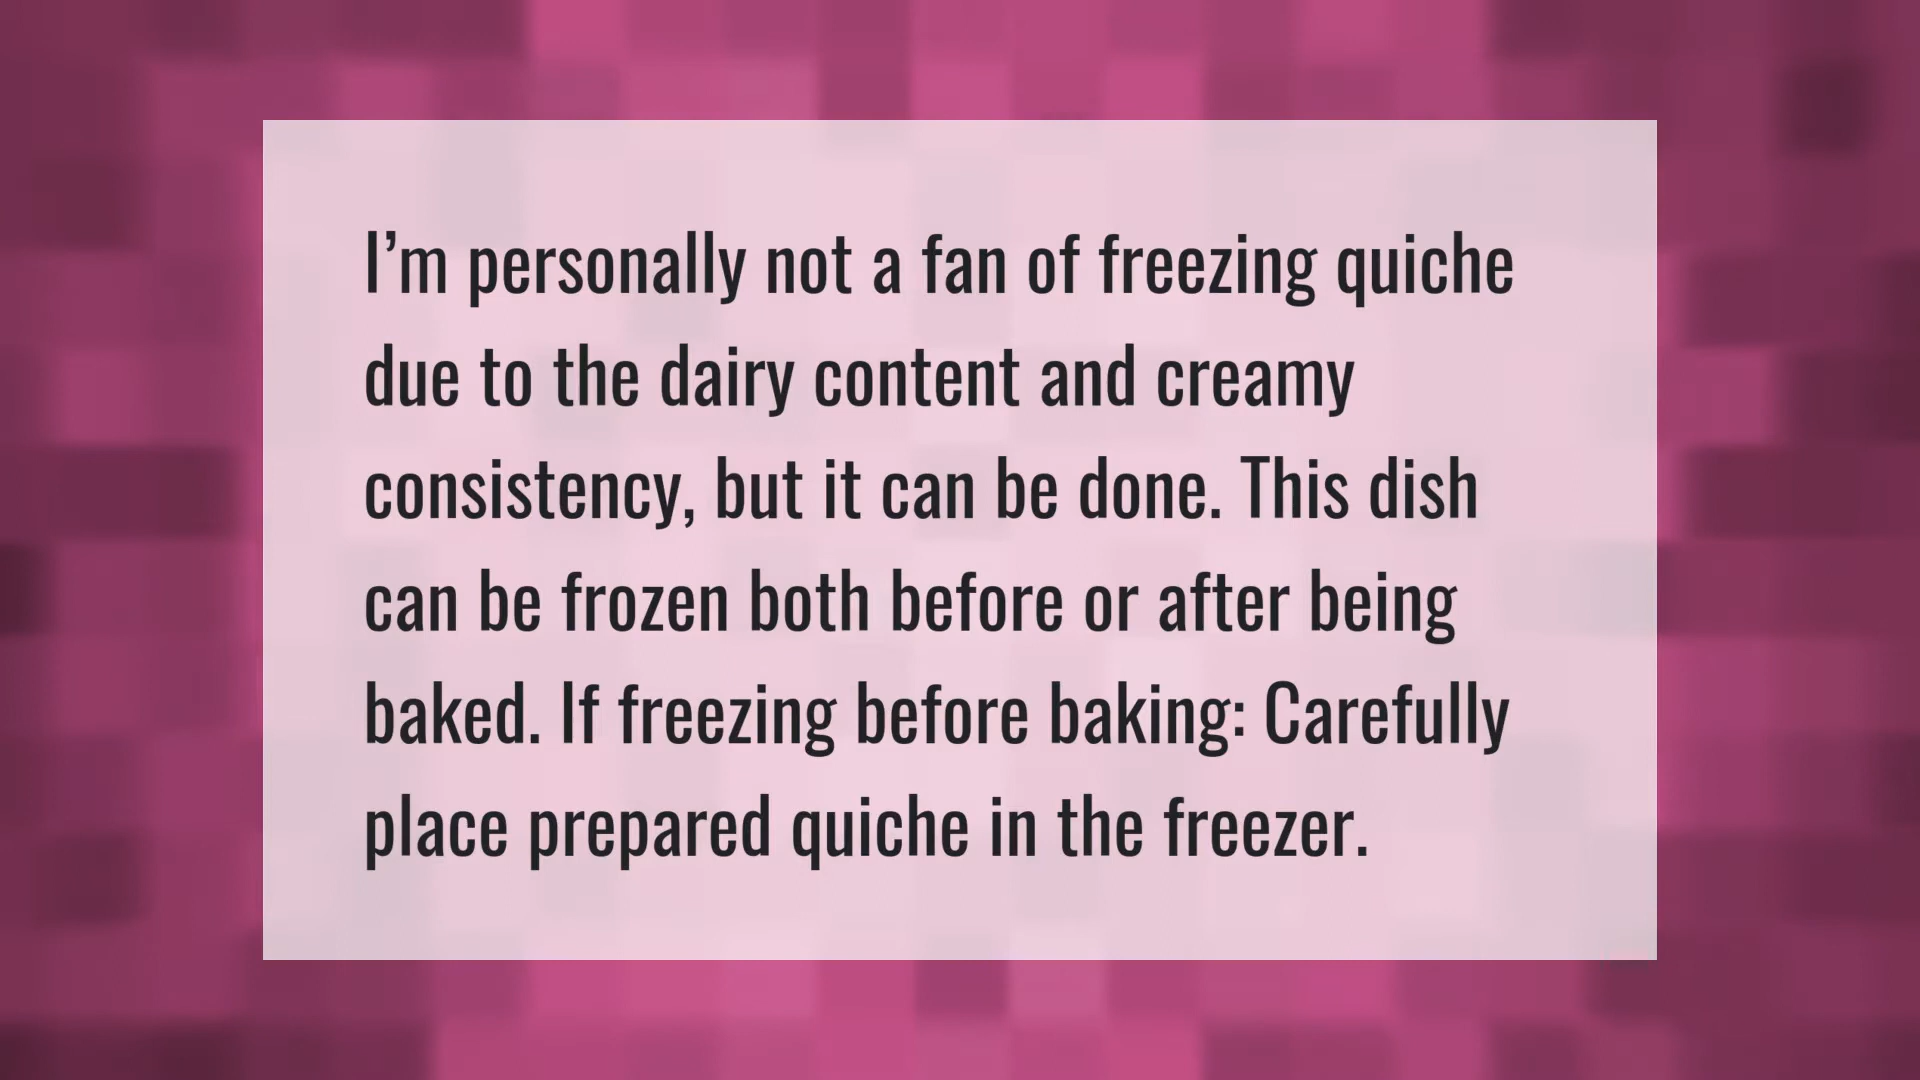 I’m personally not a fan of freezing quiche
due to the dairy content and creamy
consistency, but it can be done. This dish
can be frozen both before or after being
baked. If freezing before baking: Carefully
place prepared quiche in the freezer.